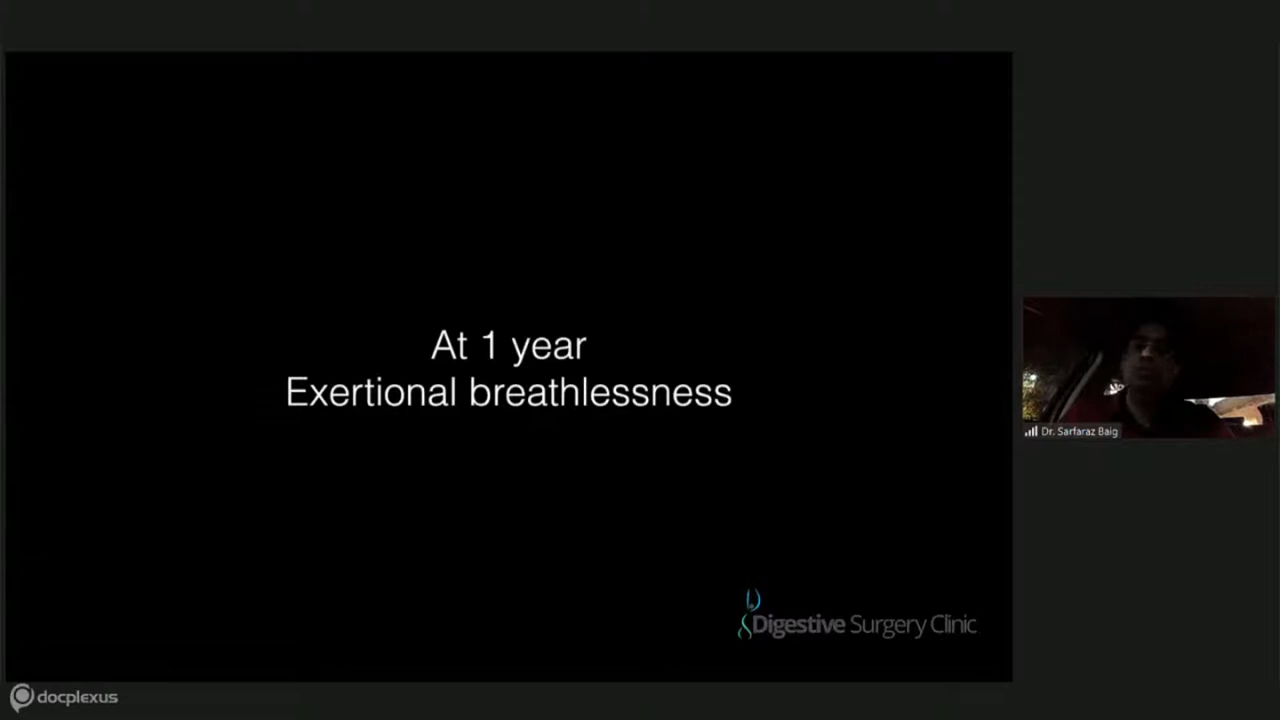 At 1 year
Exertional breathlessness
Dr. Sarfaraz Baig
Digestive Surgery Clinic
docplexus